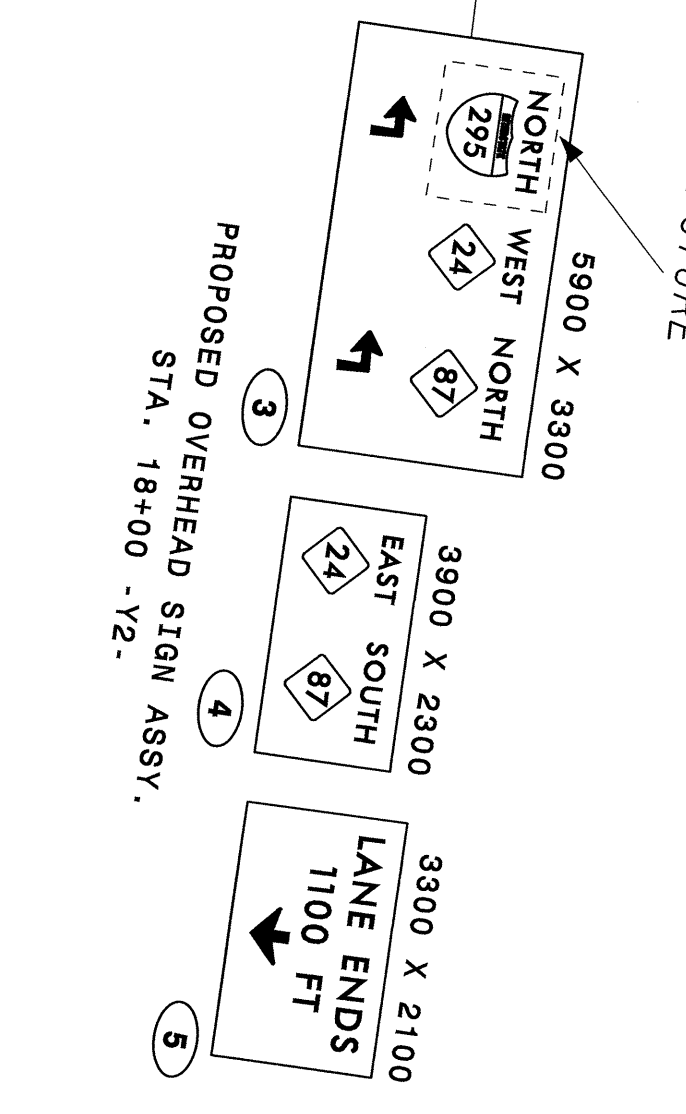 5900 X 3300
NORTH WEST NORTH
295 24 87
3
3900 X 2300
EAST SOUTH
24 87
4
3300 X 2100
LANE ENDS
1100 FT
5
PROPOSED OVERHEAD SIGN ASSY.
STA. 18+00 -Y2-